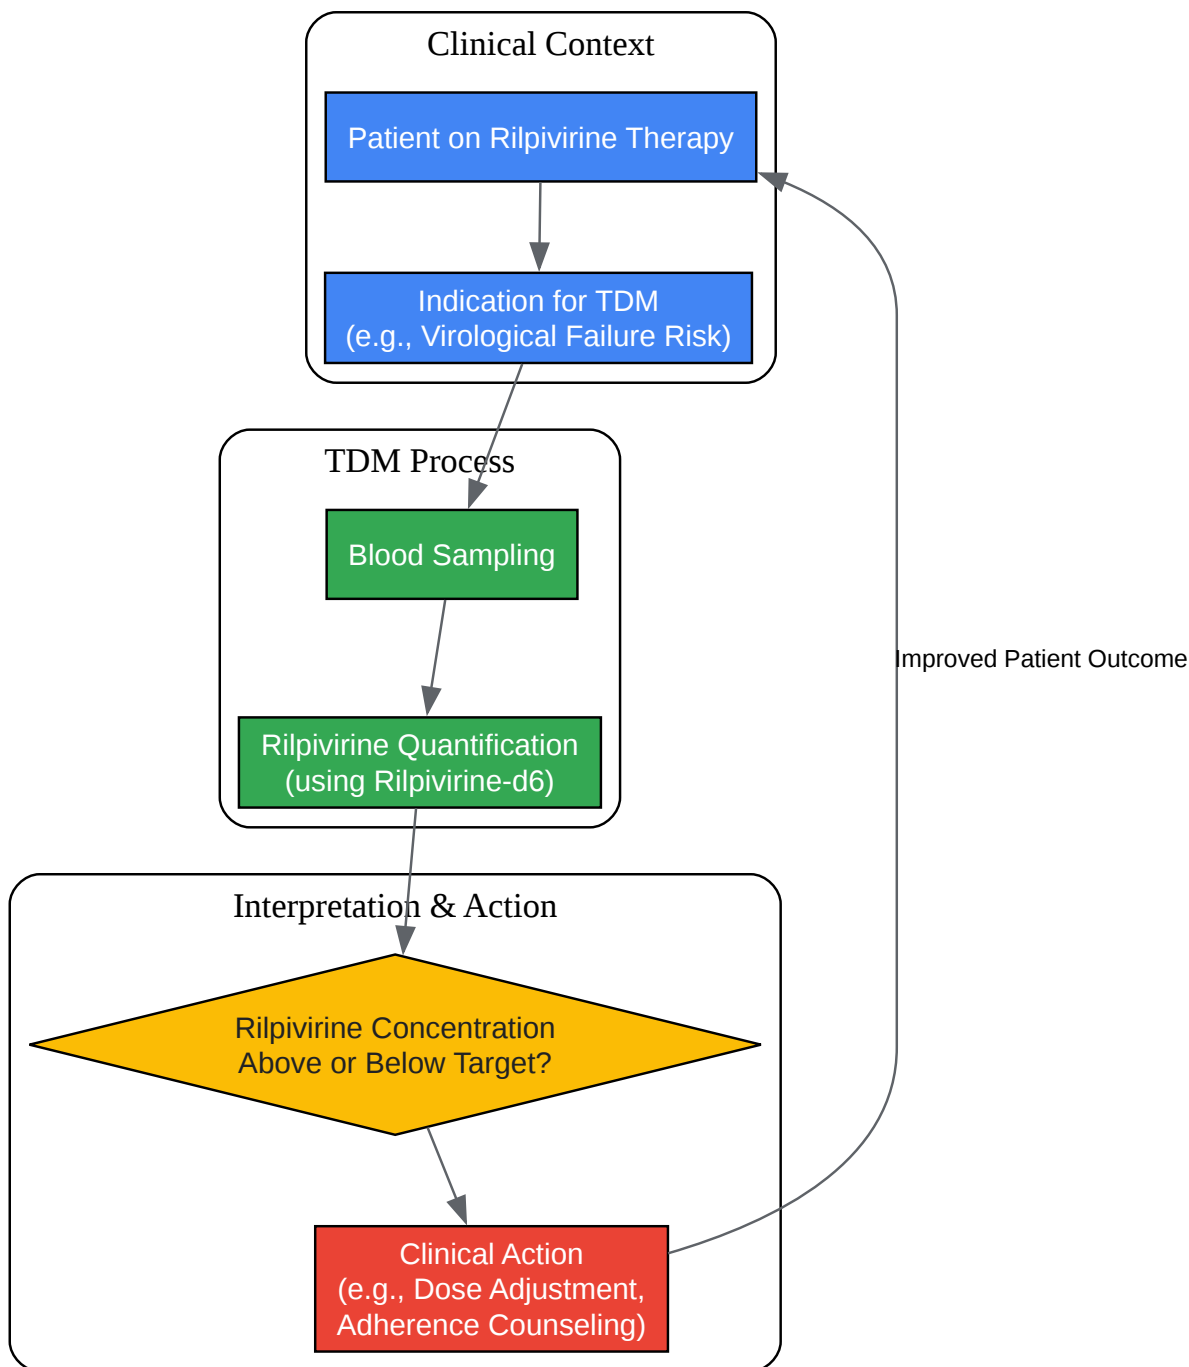 Clinical Context
Patient on Rilpivirine Therapy
Indication for TDM
(e.g., Virological Failure Risk)
TDM Process
Blood Sampling
Improved Patient Outcome
Rilpivirine Quantification
(using Rilpivirine-d6)
Interpretation & Action
Rilpivirine Concentration
Above or Below Target?
Clinical Action
(e.g., Dose Adjustment,
Adherence Counseling)